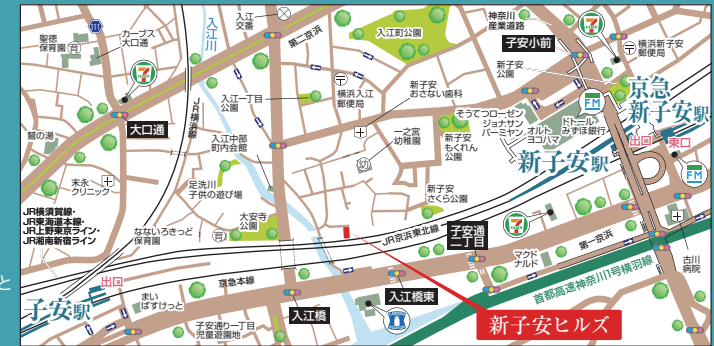 聖徳
保育園
育
カーブス
大口通
入江川
入江
交番
第二京浜
入江町公園
神奈川
産業道路
子安小前
横浜新子安
郵便局
新子安
公園
京急
新子安駅
大口通
JR横浜線
入江一丁目
公園
横浜入江
郵便局
新子安
おさない歯科
そうてつローゼン
ジョナサン
バーミヤン
オルト
ヨコハマ
ドトール
みずほ銀行
FM
出口
東口
FM
鷲の湯
入江中部
町内会館
一之宮
幼稚園
幼
新子安
もくれん
公園
新子安駅
末永
クリニック
足洗川
子供の遊び場
新子安
さくら公園
JR横須賀線・
JR東海道本線・
JR上野東京ライン・
JR湘南新宿ライン
なないろきっど
保育園
育
大安寺
公園
JR京浜東北線
子安通
二丁目
マクド
ナルド
第一京浜
古川
病院
首都高速神奈川1号横羽線
と
出口
子安駅
京急本線
まい
ばすけっと
入江橋
入江橋東
新子安ヒルズ
子安通り一丁目
児童遊園地